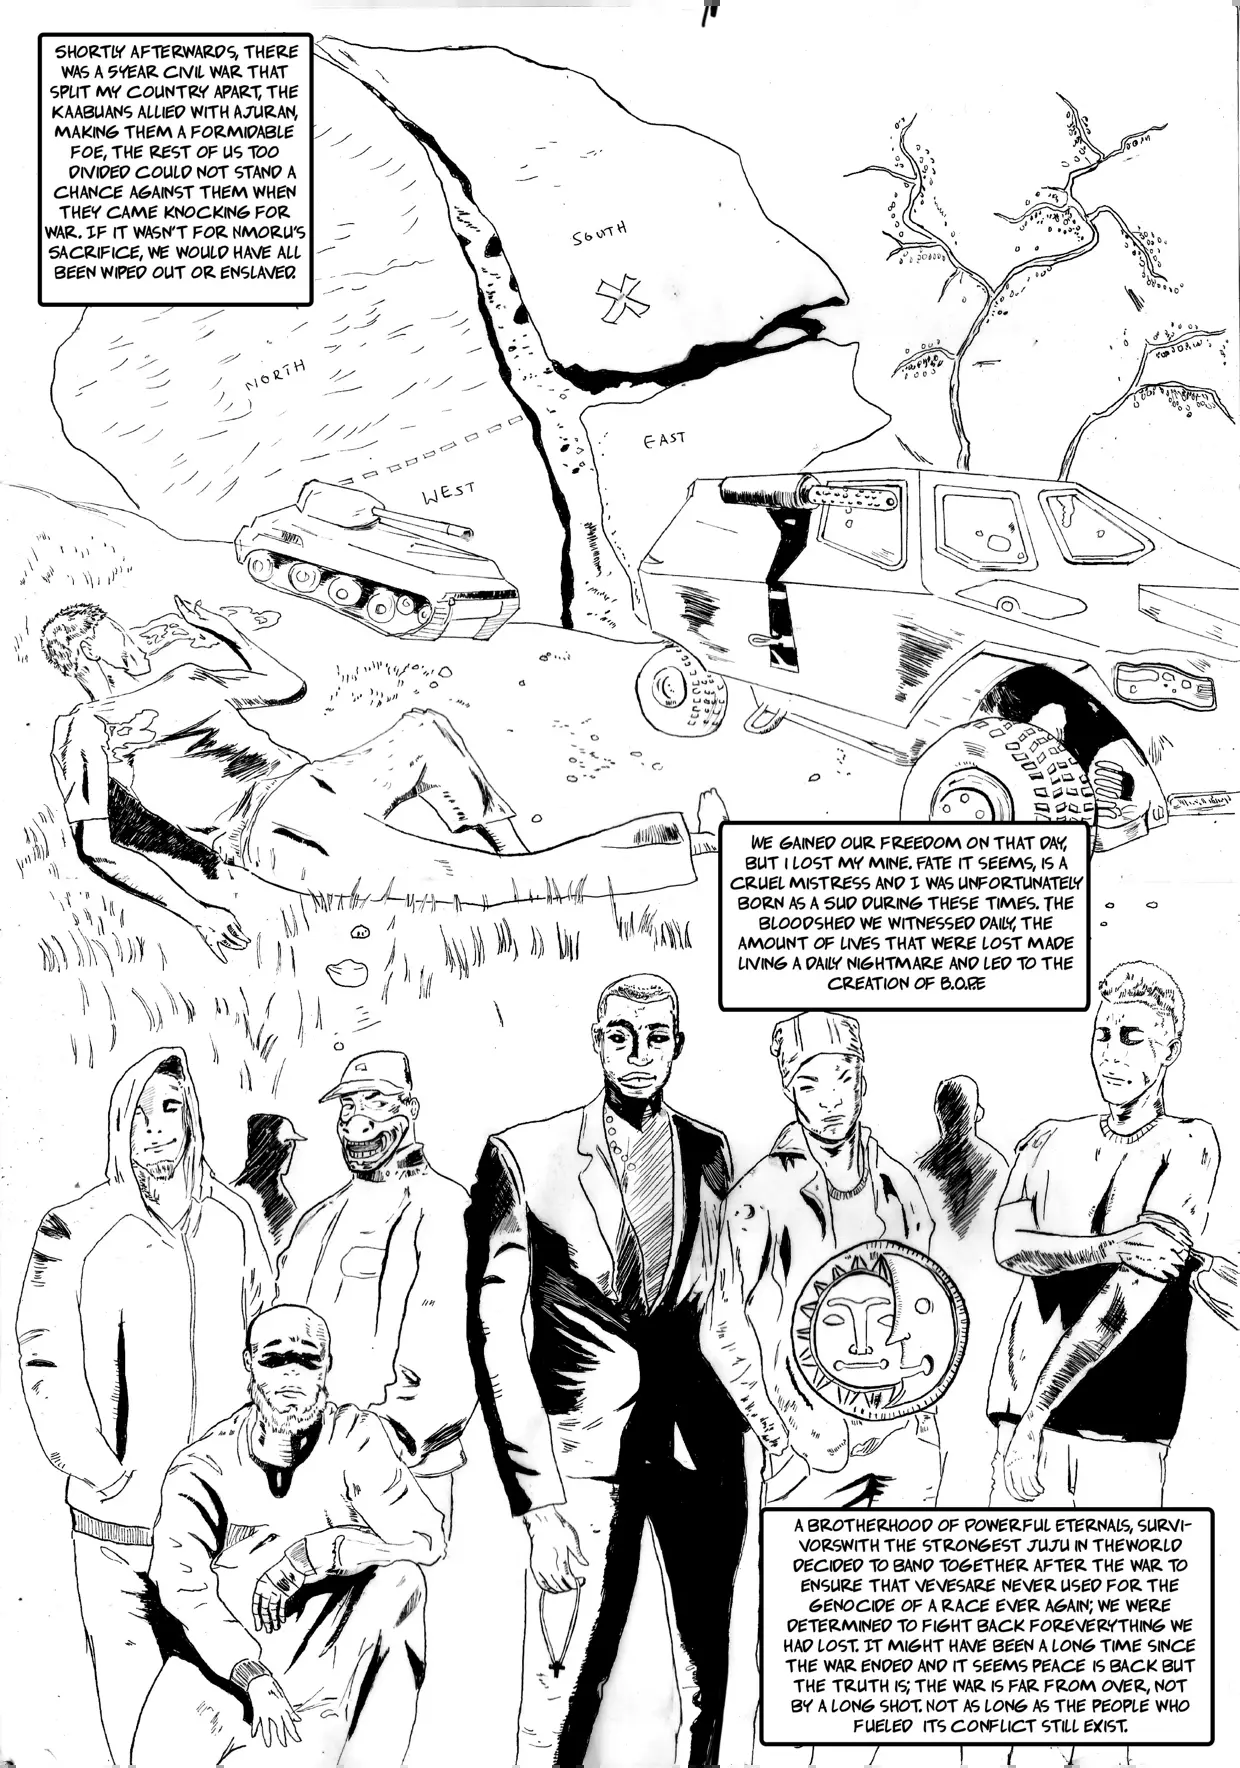 SHORTLY AFTERWARDS, THERE
WAS A 5YEAR CIVIL WAR THAT
SPLIT MY COUNTRY APART, THE
KAABUANS ALLIED WITH AJURAN,
MAKING THEM A FORMIDABLE
FOE, THE REST OF US TOO
DIVIDED COULD NOT STAND A
CHANCE AGAINST THEM WHEN
THEY CAME KNOCKING FOR
WAR. IF IT WASN'T FOR NMORU'S
SACRIFICE, WE WOULD HAVE ALL
BEEN WIPED OUT OR ENSLAVED.
SOUTH
NORTH
EAST
WEST
WE GAINED OUR FREEDOM ON THAT DAY,
BUT I LOST MY MINE. FATE IT SEEMS, IS A
CRUEL MISTRESS AND I WAS UNFORTUNATELY
BORN AS A SUD DURING THESE TIMES. THE
BLOODSHED WE WITNESSED DAILY, THE
AMOUNT OF LIVES THAT WERE LOST MADE
LIVING A DAILY NIGHTMARE AND LED TO THE
CREATION OF B.O.P.E
A BROTHERHOOD OF POWERFUL ETERNALS, SURVI-
VORSWITH THE STRONGEST JUJU IN THEWORLD
DECIDED TO BAND TOGETHER AFTER THE WAR TO
ENSURE THAT VEVESARE NEVER USED FOR THE
GENOCIDE OF A RACE EVER AGAIN; WE WERE
DETERMINED TO FIGHT BACK FOREVERYTHING WE
HAD LOST. IT MIGHT HAVE BEEN A LONG TIME SINCE
THE WAR ENDED AND IT SEEMS PEACE IS BACK BUT
THE TRUTH IS; THE WAR IS FAR FROM OVER, NOT
BY A LONG SHOT. NOT AS LONG AS THE PEOPLE WHO
FUELED ITS CONFLICT STILL EXIST.